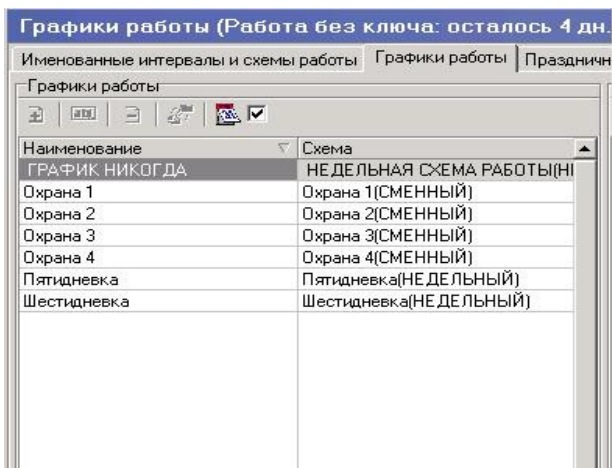 Графики работы (Работа без ключа: осталось 4 дн.
Именованные интервалы и схемы работы Графики работы Праздничн
Графики работы
Наименование Схема
ГРАФИК НИКОГДА НЕДЕЛЬНАЯ СХЕМА РАБОТЫ(НЕ
Охрана 1 Охрана 1(СМЕННЫЙ)
Охрана 2 Охрана 2(СМЕННЫЙ)
Охрана 3 Охрана 3(СМЕННЫЙ)
Охрана 4 Охрана 4(СМЕННЫЙ)
Пятидневка Пятидневка(НЕДЕЛЬНЫЙ)
Шестидневка Шестидневка(НЕДЕЛЬНЫЙ)